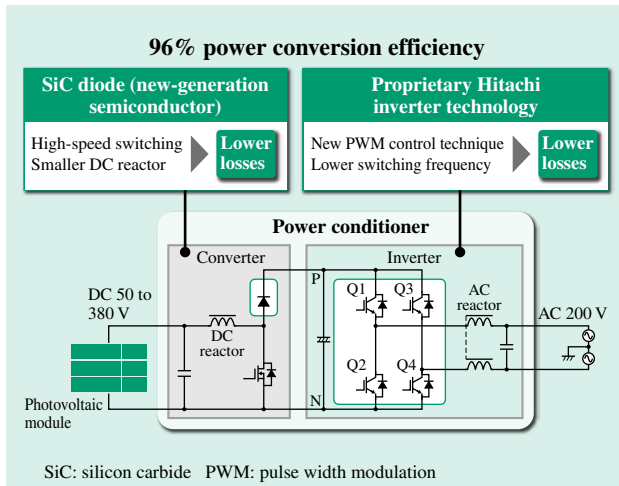 96% power conversion efficiency
SiC diode (new-generation
semiconductor)
High-speed switching
Smaller DC reactor
Lower
losses
Proprietary Hitachi
inverter technology
New PWM control technique
Lower switching frequency
Lower
losses
Power conditioner
Converter
Inverter
DC 50 to
380 V
DC
reactor
P
N
Q1
Q3
Q2
Q4
AC
reactor
AC 200 V
Photovoltaic
module
SiC: silicon carbide PWM: pulse width modulation